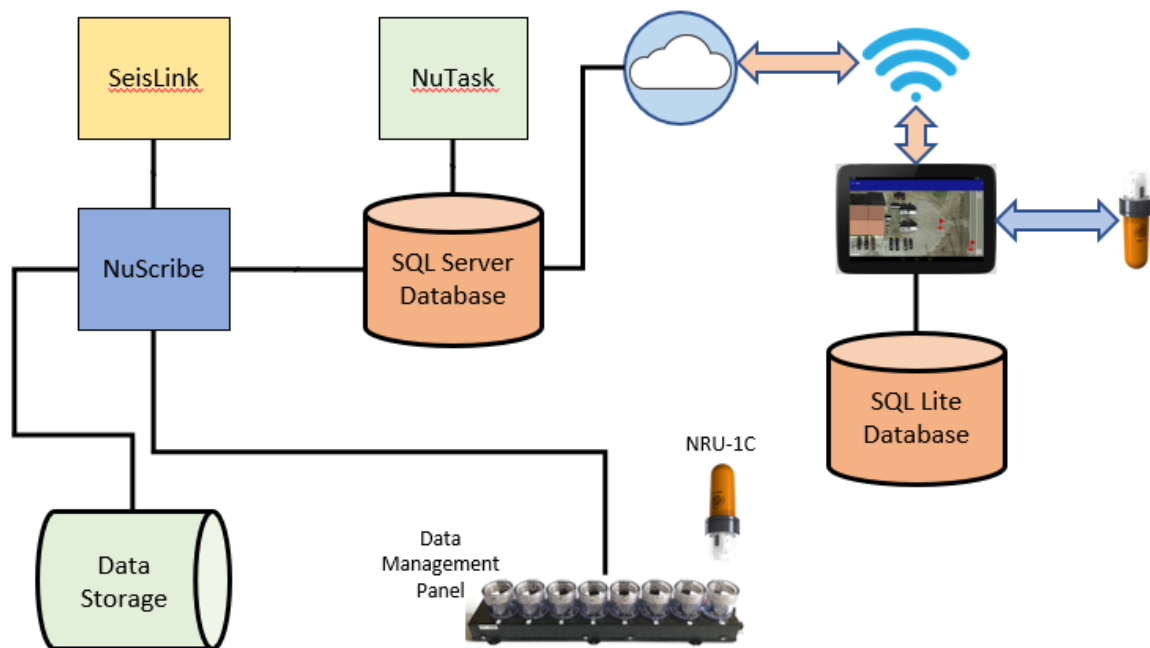 SeisLink
NuTask
NuScribe
SQL Server
Database
SQL Lite
Database
NRU-1C
Data
Management
Panel
Data
Storage